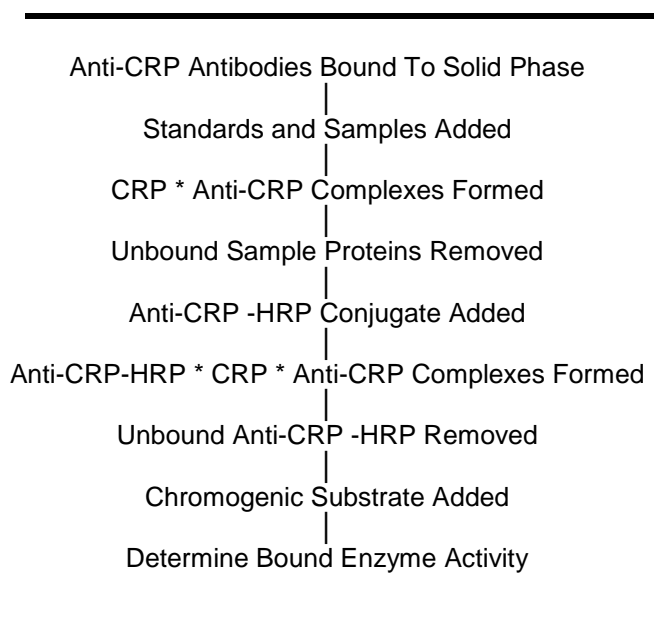 Anti-CRP Antibodies Bound To Solid Phase
Standards and Samples Added
CRP * Anti-CRP Complexes Formed
Unbound Sample Proteins Removed
Anti-CRP -HRP Conjugate Added
Anti-CRP-HRP * CRP * Anti-CRP Complexes Formed
Unbound Anti-CRP -HRP Removed
Chromogenic Substrate Added
Determine Bound Enzyme Activity